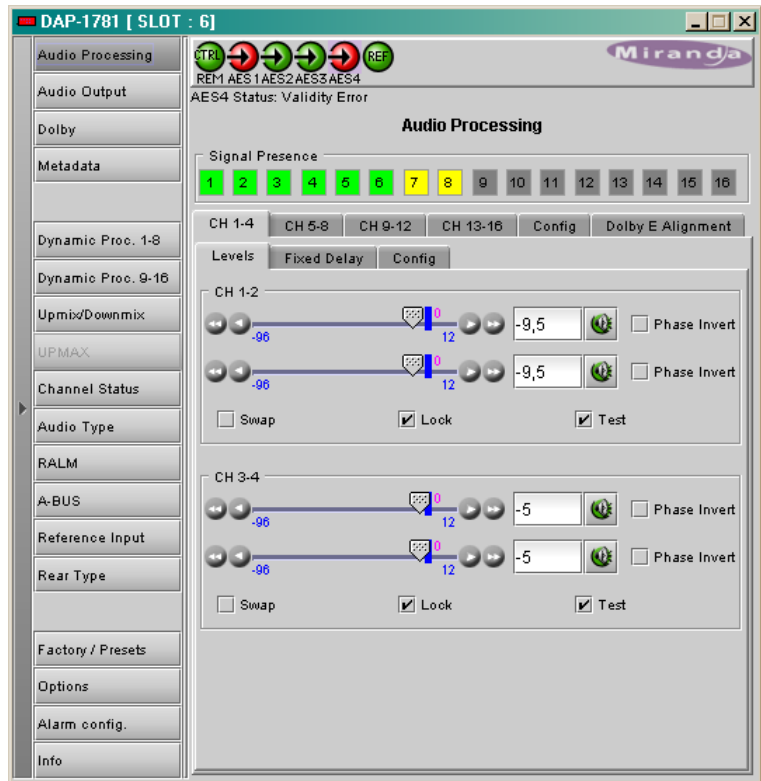 DAP-1781 [ SLOT : 6]
Audio Processing
Audio Output
Dolby
Metadata
Dynamic Proc. 1-8
Dynamic Proc. 9-16
Upmix/Downmix
UPMAX
Channel Status
Audio Type
RALM
A-BUS
Reference Input
Rear Type
Factory / Presets
Options
Alarm config.
Info
CTRL REF
REM AES1 AES2 AES3 AES4
Miranda
AES4 Status: Validity Error
Audio Processing
Signal Presence
1 2 3 4 5 6 7 8 9 10 11 12 13 14 15 16
CH 1-4 CH 5-8 CH 9-12 CH 13-16 Config Dolby E Alignment
Levels Fixed Delay Config
CH 1-2
0 -9,5 Phase Invert
-96 12
0 -9,5 Phase Invert
-96 12
Swap Lock Test
CH 3-4
0 -5 Phase Invert
-96 12
0 -5 Phase Invert
-96 12
Swap Lock Test